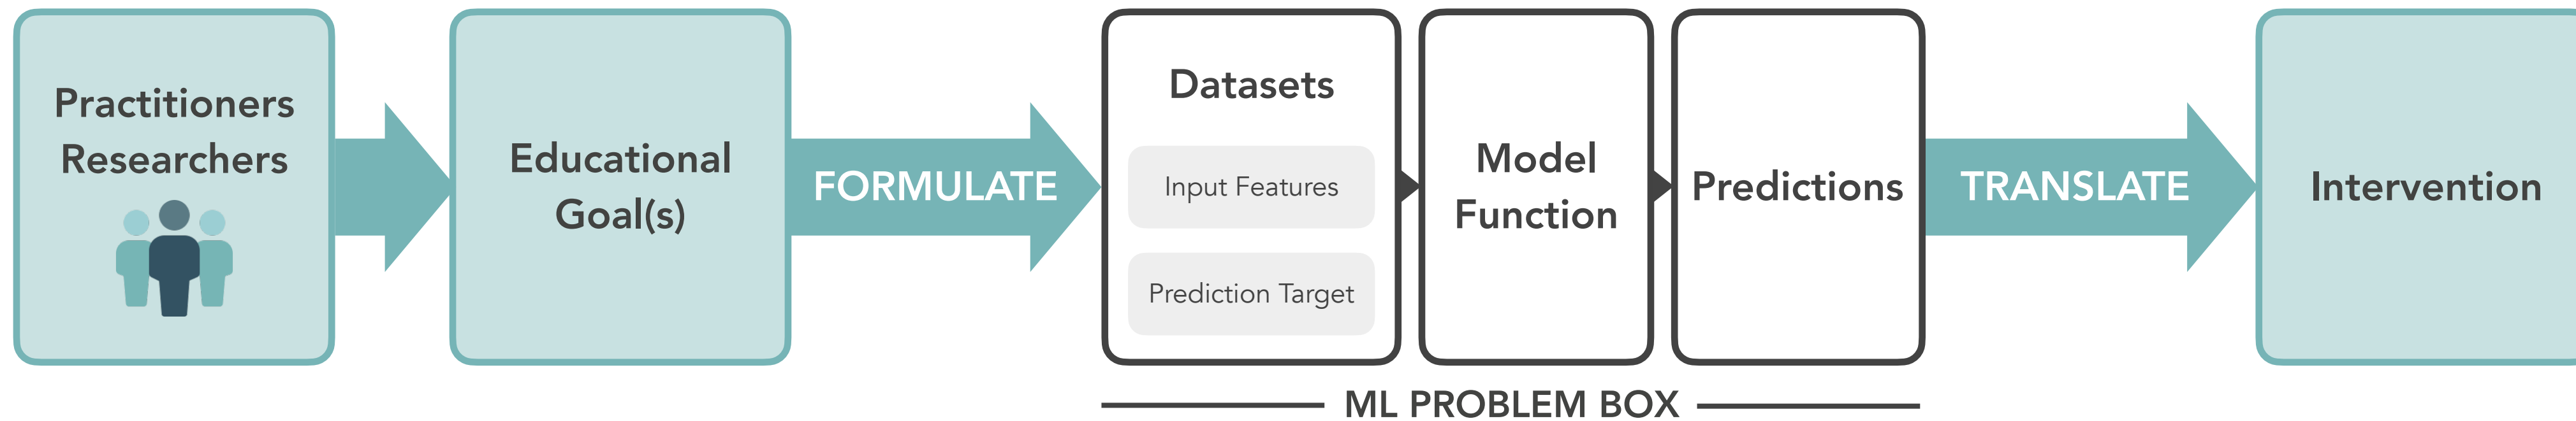 Practitioners
Researchers
Educational
Goal(s)
FORMULATE
Datasets
Input Features
Prediction Target
Model
Function
Predictions
ML PROBLEM BOX
TRANSLATE
Intervention